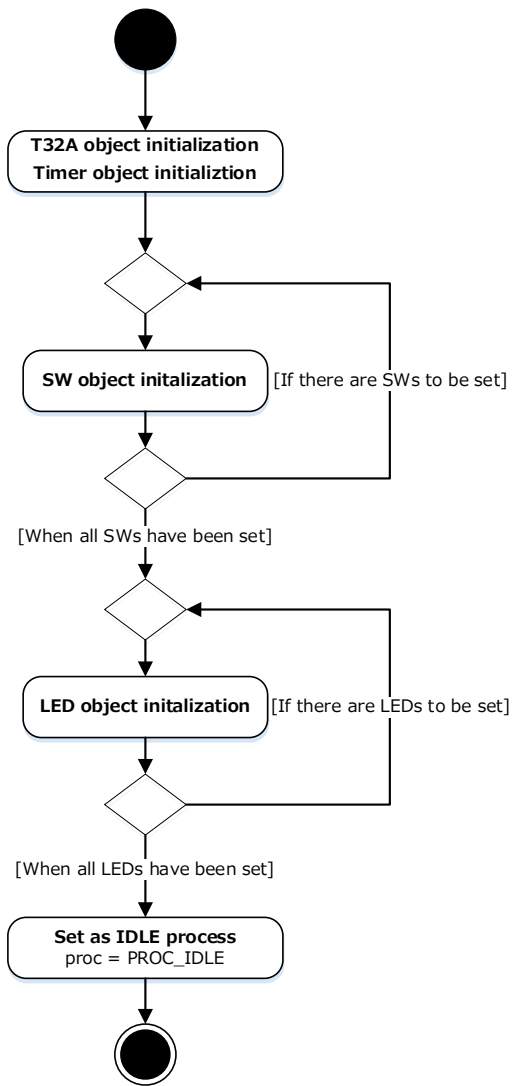 T32A object initialization
Timer object initializtion
SW object initalization
[If there are SWs to be set]
[When all SWs have been set]
LED object initalization
[If there are LEDs to be set]
[When all LEDs have been set]
Set as IDLE process
proc = PROC_IDLE